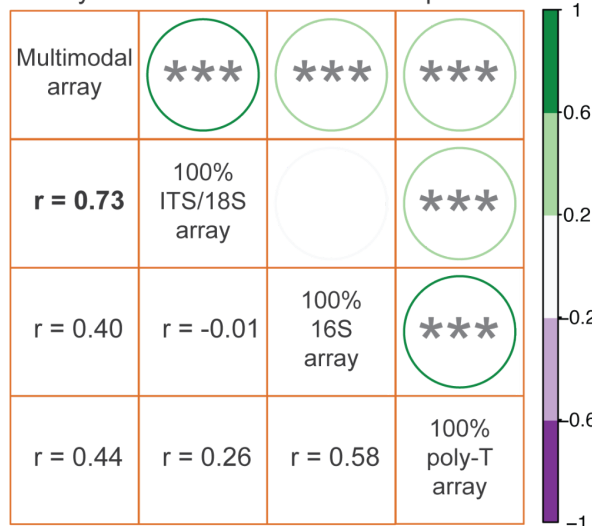 Multimodal
array
***
***
***
r = 0.73
100%
ITS/18S
array
***
r = 0.40
r = -0.01
100%
16S
array
***
r = 0.44
r = 0.26
r = 0.58
100%
poly-T
array
1
0.6
0.2
-0.2
-0.6
-1